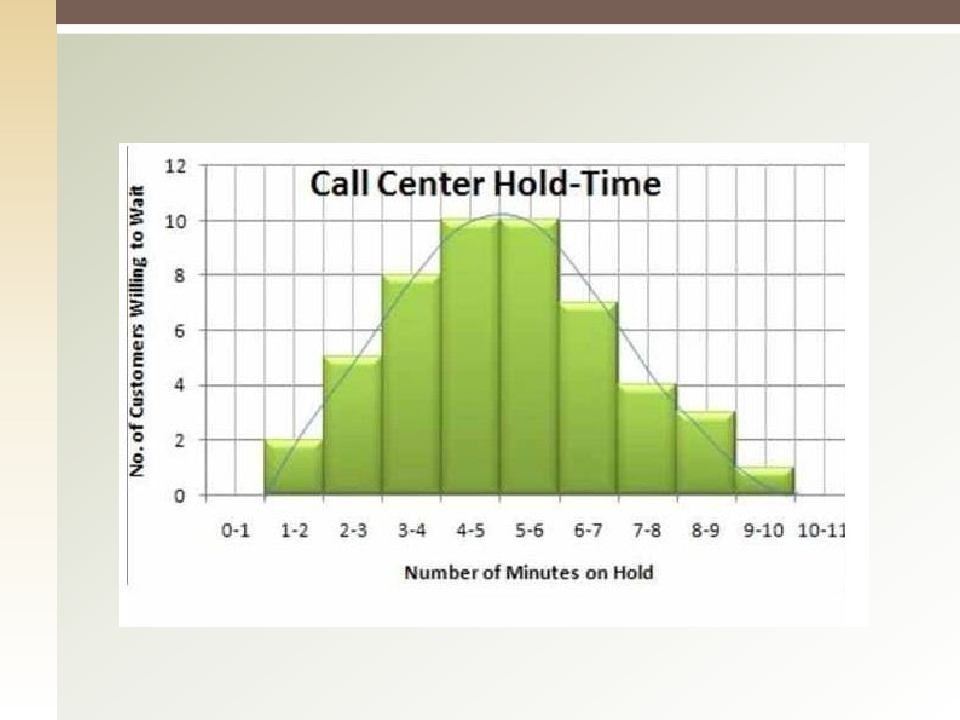 Call Center Hold-Time
No. of Customers Willing to Wait
12
10
8
6
4
2
0
0-1 1-2 2-3 3-4 4-5 5-6 6-7 7-8 8-9 9-10 10-11
Number of Minutes on Hold